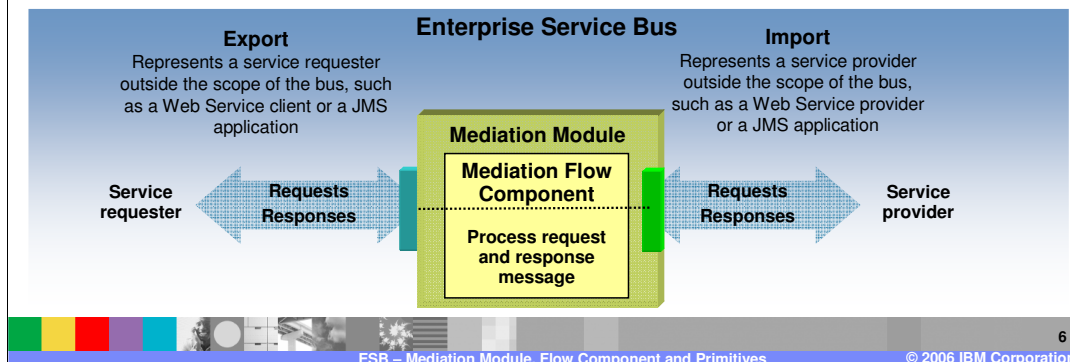 Enterprise Service Bus
Export
Represents a service requester
outside the scope of the bus, such
as a Web Service client or a JMS
application
Import
Represents a service provider
outside the scope of the bus,
such as a Web Service provider
or a JMS application
Mediation Module
Mediation Flow
Component
Process request
and response
message
Service
requester
Requests
Responses
Requests
Responses
Service
provider
6
ESB – Mediation Module, Flow Component and Primitives
© 2006 IBM Corporation